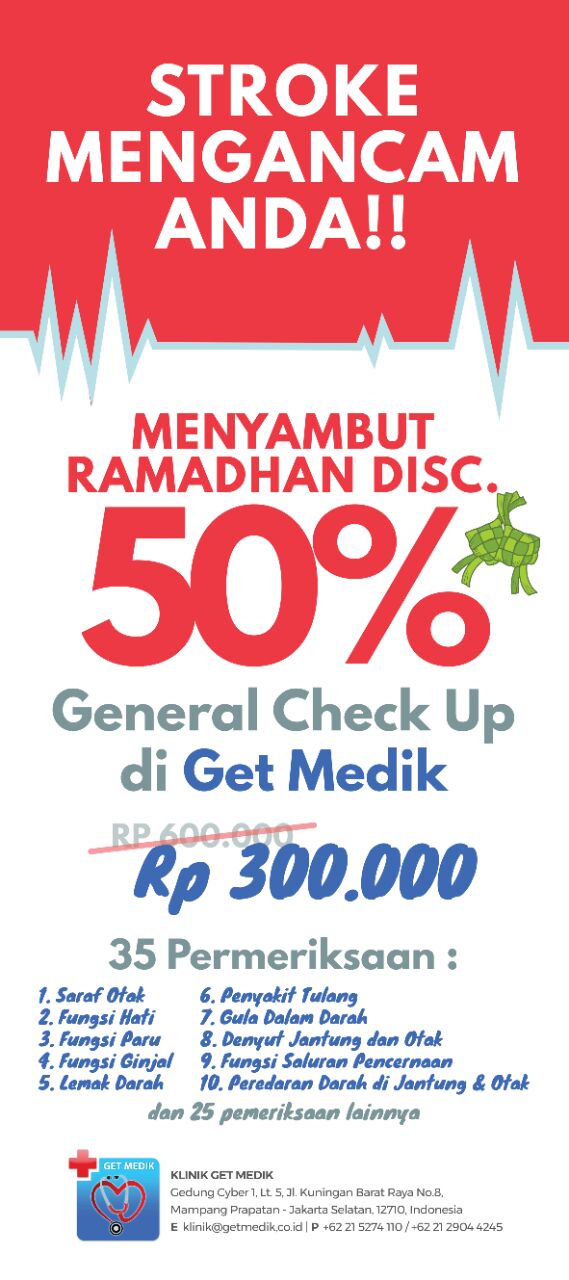 STROKE
MENGANCAM
ANDA!!
MENYAMBUT
RAMADHAN DISC.
50%
General Check Up
di Get Medik
RP 600.000
Rp 300.000
35 Permeriksaan :
1. Saraf Otak
2. Fungsi Hati
3. Fungsi Paru
4. Fungsi Ginjal
5. Lemak Darah
6. Penyakit Tulang
7. Gula Dalam Darah
8. Denyut Jantung dan Otak
9. Fungsi Saluran Pencernaan
10. Peredaran Darah di Jantung & Otak
dan 25 pemeriksaan lainnya
GET MEDIK
KLINIK GET MEDIK
Gedung Cyber 1, Lt. 5, Jl. Kuningan Barat Raya No.8,
Mampang Prapatan - Jakarta Selatan, 12710, Indonesia
E klinik@getmedik,co.id | P +62 21 5274 110 / +62 21 2904 4245